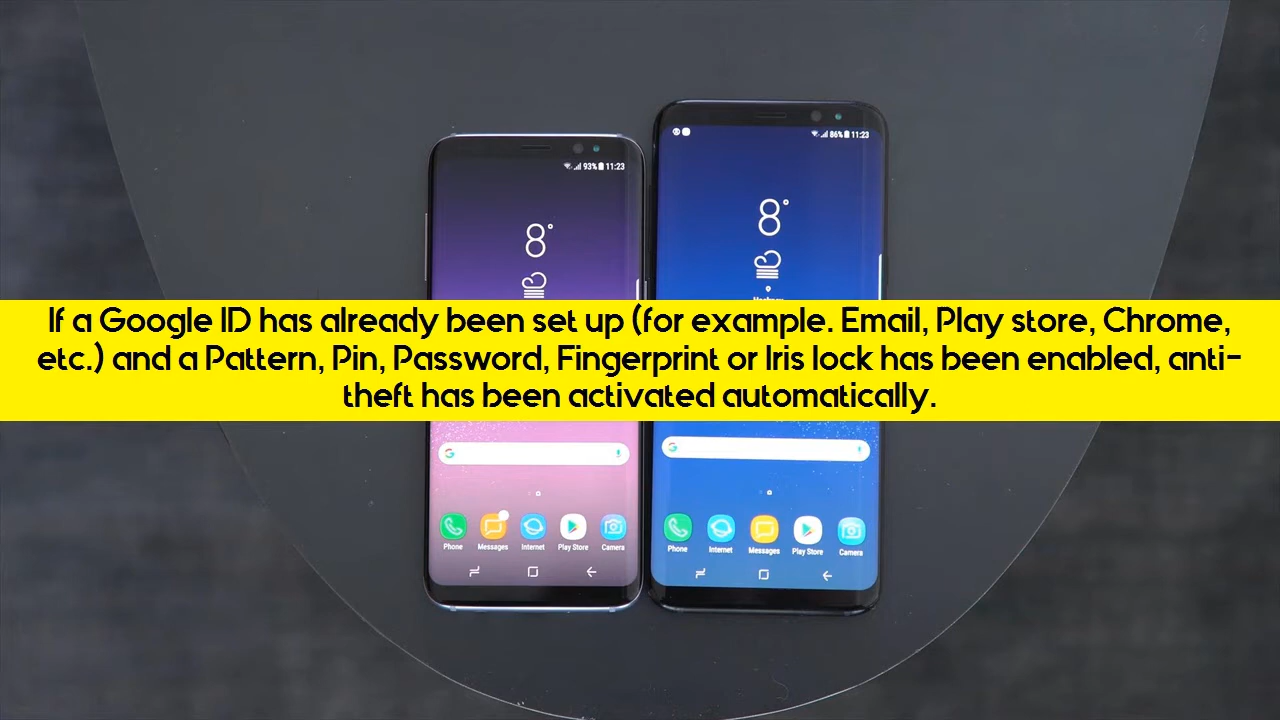 93% 11:23
86% 11:23
8°
8°
If a Google ID has already been set up (for example. Email, Play store, Chrome,
etc.) and a Pattern, Pin, Password, Fingerprint or Iris lock has been enabled, anti-
theft has been activated automatically.
G
G
Phone Messages Internet Play Store Camera
Phone Internet Messages Play Store Camera